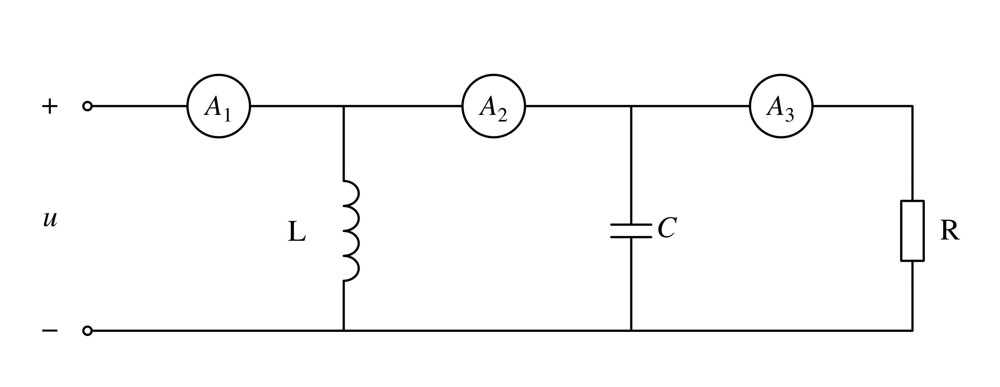 + A₁ A₂ A₃
u L C R
−